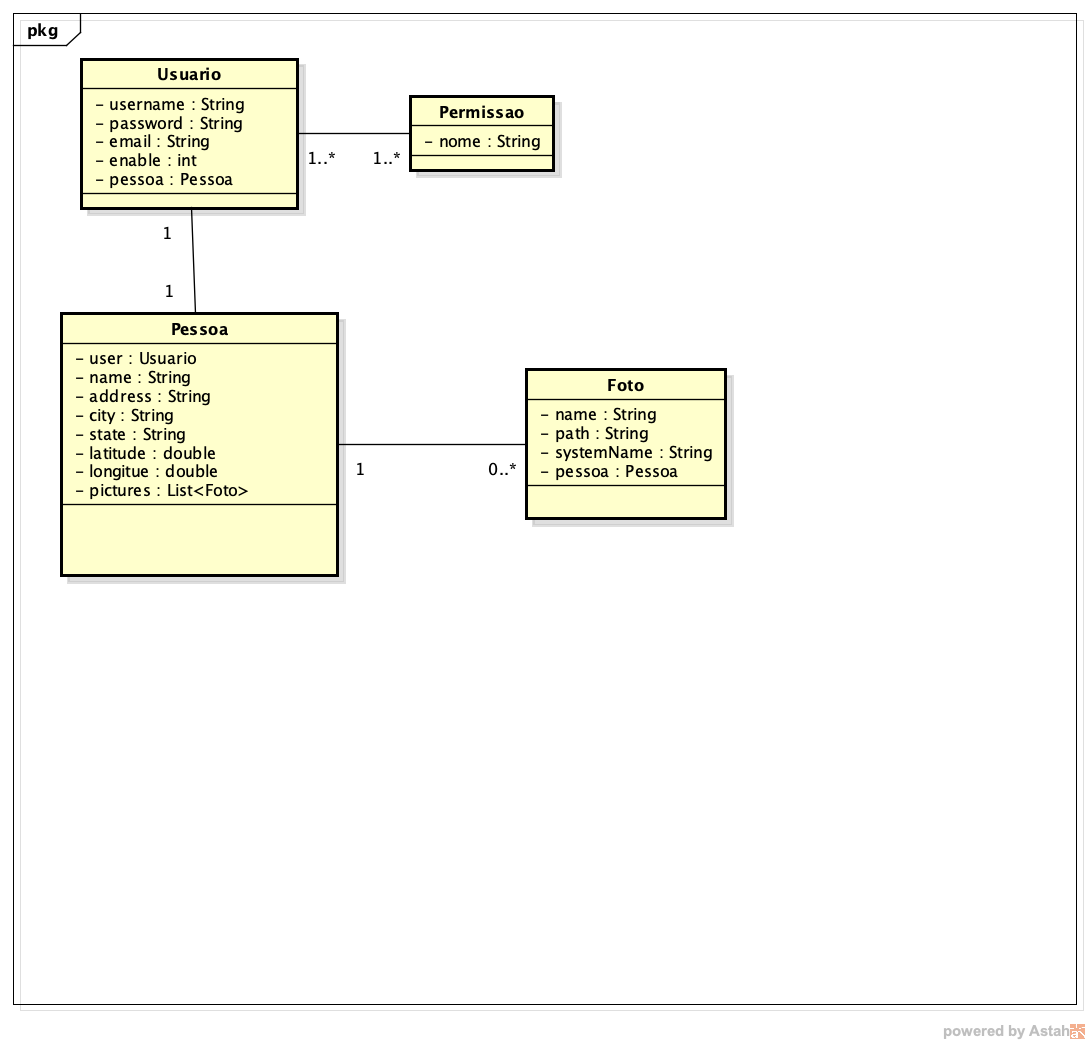 pkg
Usuario
- username : String
- password : String
- email : String
- enable : int
- pessoa : Pessoa
Permissao
- nome : String
1..*
1..*
1
1
Pessoa
- user : Usuario
- name : String
- address : String
- city : String
- state : String
- latitude : double
- longitue : double
- pictures : List<Foto>
Foto
- name : String
- path : String
- systemName : String
- pessoa : Pessoa
1
0..*
powered by Astah